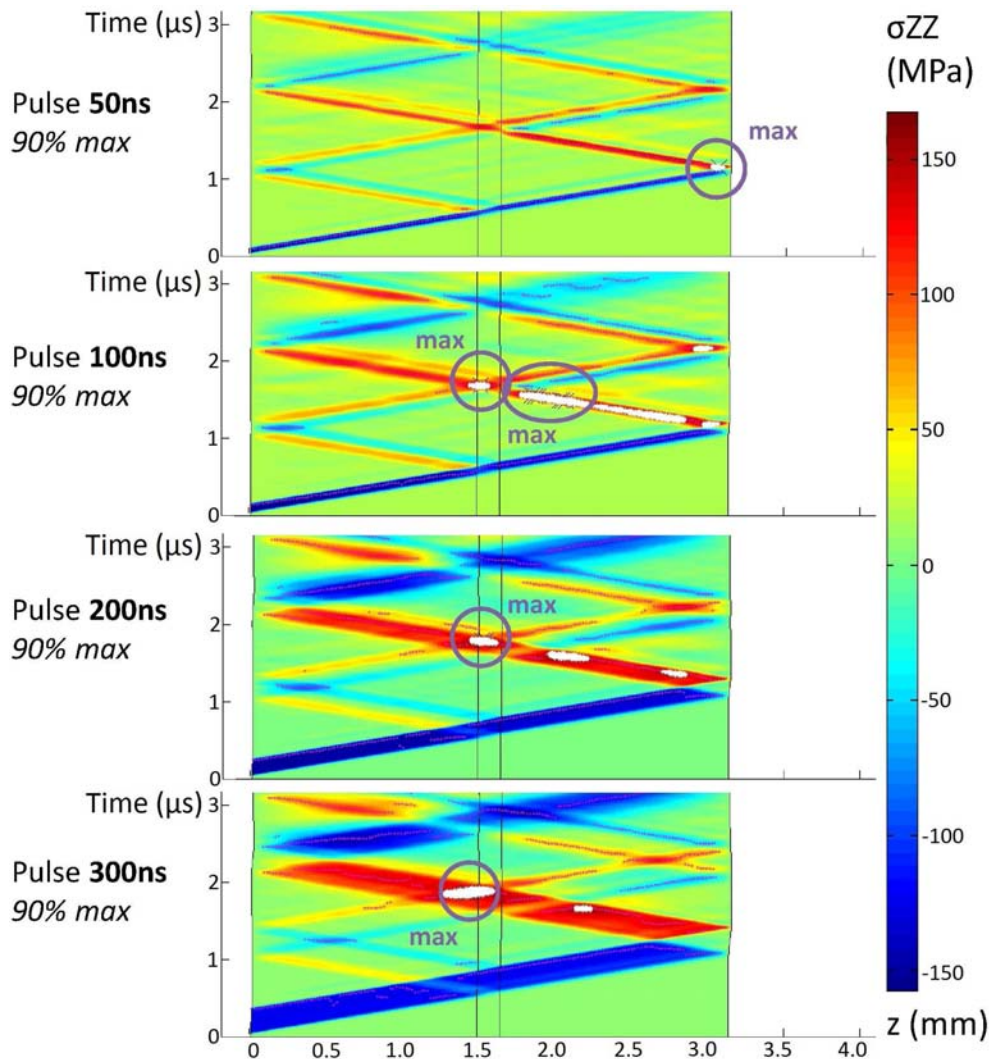 Time (μs) 3
2
1
0
Pulse 50ns
90% max
max
σZZ
(MPa)
150
100
50
0
-50
-100
-150
z (mm)
Time (μs) 3
2
1
0
Pulse 100ns
90% max
max
max
Time (μs) 3
2
1
0
Pulse 200ns
90% max
max
Time (μs) 3
2
1
0
Pulse 300ns
90% max
max
0 0.5 1.0 1.5 2.0 2.5 3.0 3.5 4.0